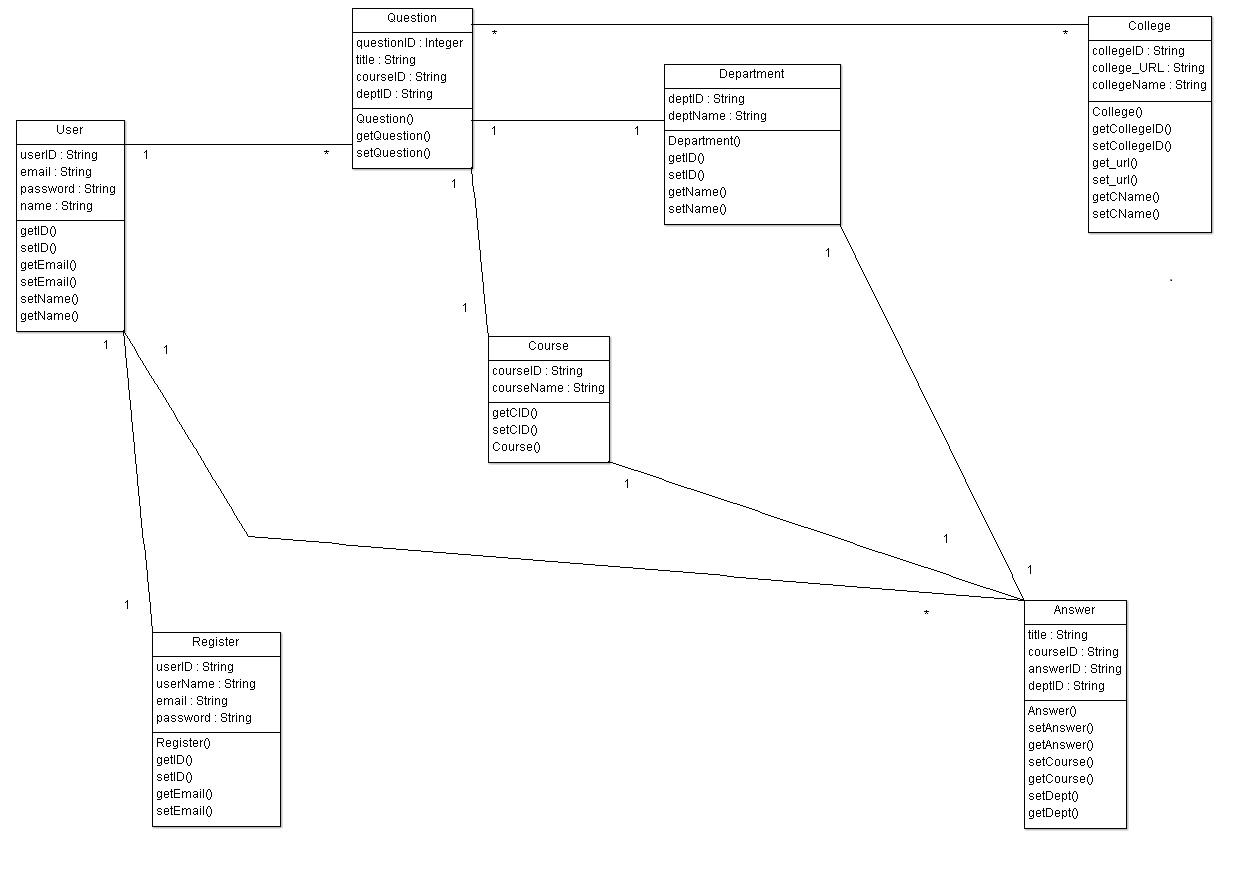 Question
questionID : Integer
title : String
courseID : String
deptID : String
Question()
getQuestion()
setQuestion()
*
*
College
collegeID : String
college_URL : String
collegeName : String
College()
getCollegeID()
setCollegeID()
get_url()
set_url()
getCName()
setCName()
Department
deptID : String
deptName : String
Department()
getID()
setID()
getName()
setName()
1
1
User
userID : String
email : String
password : String
name : String
getID()
setID()
getEmail()
setEmail()
setName()
getName()
1
*
1
1
Course
courseID : String
courseName : String
getCID()
setCID()
Course()
1
1
1
1
1
1
1
*
Register
userID : String
userName : String
email : String
password : String
Register()
getID()
setID()
getEmail()
setEmail()
Answer
title : String
courseID : String
answerID : String
deptID : String
Answer()
setAnswer()
getAnswer()
setCourse()
getCourse()
setDept()
getDept()